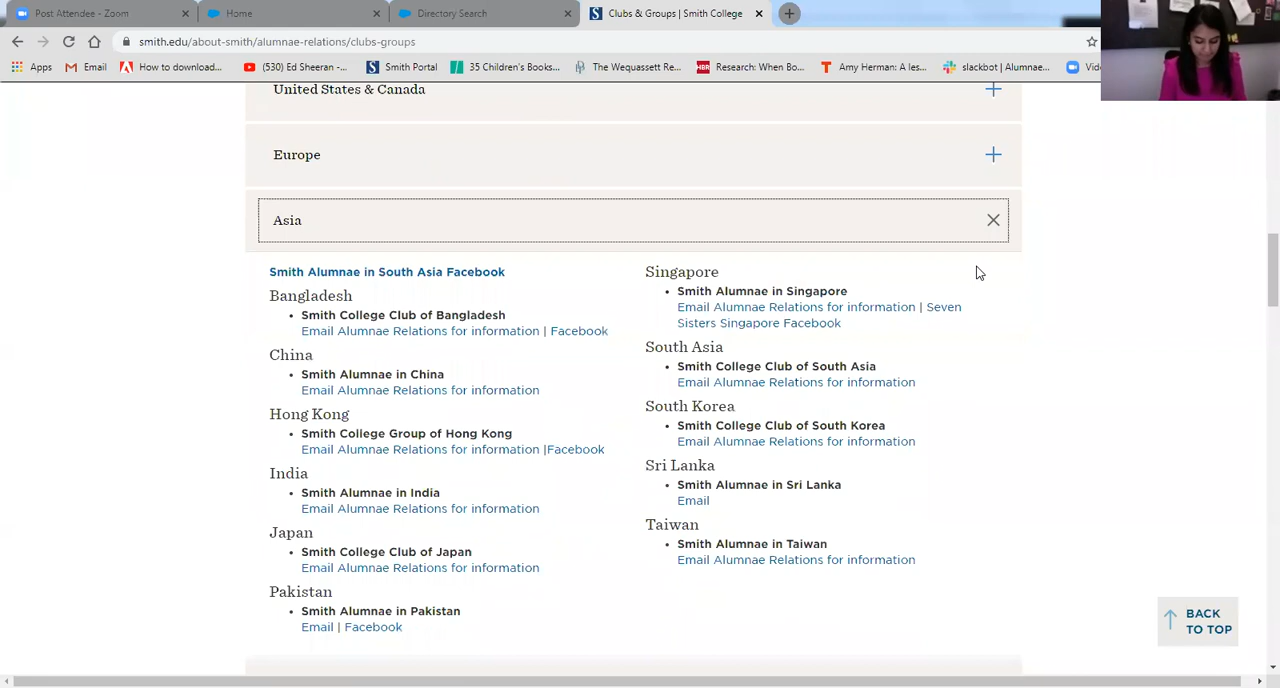 Post Attendee - Zoom
Home
Directory Search
Clubs & Groups | Smith College
smith.edu/about-smith/alumnae-relations/clubs-groups
Apps
Email
How to download...
(530) Ed Sheeran -...
Smith Portal
35 Children's Books...
The Wequassett Re...
HBR
Research: When Bo...
Amy Herman: A les...
slackbot | Alumnae...
United States & Canada
Europe
Asia
Smith Alumnae in South Asia Facebook
Bangladesh
• Smith College Club of Bangladesh
Email Alumnae Relations for information | Facebook
China
• Smith Alumnae in China
Email Alumnae Relations for information
Hong Kong
• Smith College Group of Hong Kong
Email Alumnae Relations for information |Facebook
India
• Smith Alumnae in India
Email Alumnae Relations for information
Japan
• Smith College Club of Japan
Email Alumnae Relations for information
Pakistan
• Smith Alumnae in Pakistan
Email | Facebook
Singapore
• Smith Alumnae in Singapore
Email Alumnae Relations for information | Seven
Sisters Singapore Facebook
South Asia
• Smith College Club of South Asia
Email Alumnae Relations for information
South Korea
• Smith College Club of South Korea
Email Alumnae Relations for information
Sri Lanka
• Smith Alumnae in Sri Lanka
Email
Taiwan
• Smith Alumnae in Taiwan
Email Alumnae Relations for information
BACK
TO TOP